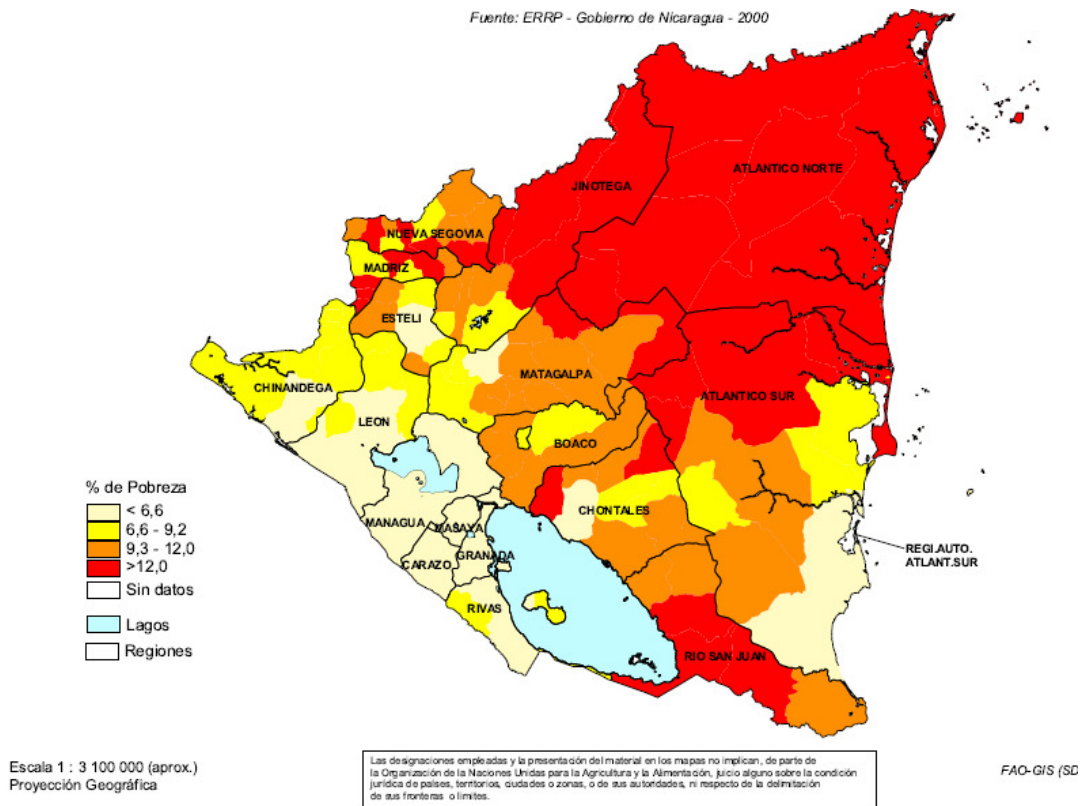 Fuente: ERRP - Gobierno de Nicaragua - 2000
ATLANTICO NORTE
JINOTEGA
NUEVA SEGOVIA
MADRIZ
ESTELI
MATAGALPA
CHINANDEGA
ATLANTICO SUR
LEON
BOACO
% de Pobreza
< 6,6
6,6 - 9,2
9,3 - 12,0
>12,0
Sin datos
Lagos
Regiones
CHONTALES
MANAGUA
MASAYA
GRANADA
CARAZO
REGI.AUTO.
ATLANT.SUR
RIVAS
RIO SAN JUAN
Escala 1 : 3 100 000 (aprox.)
Proyección Geográfica
Las designaciones empleadas y la presentación del material en los mapas no implican, de parte de
la Organización de la Naciones Unidas para la Agricultura y la Alimentación, juicio alguno sobre la condición
jurídica de países, territorios, ciudades o zonas, o de sus autoridades, ni respecto de la delimitación
de sus fronteras o limites.
FAO-GIS (SD